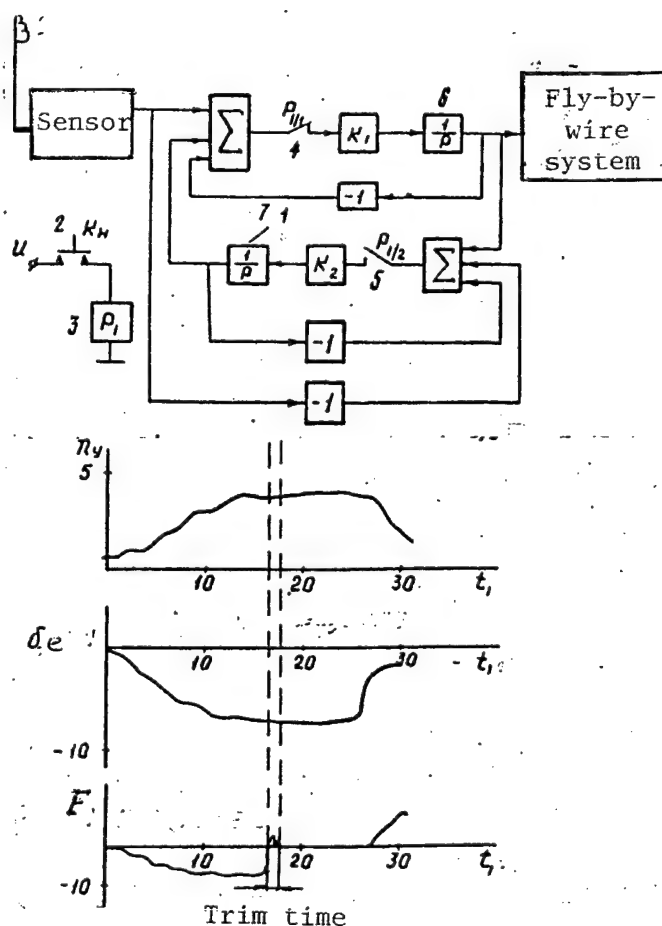 β
Sensor
Σ
P1/1
4
K1
6
1/p
Fly-by-
wire
system
-1
2 KH
U
3 P1
7 1
1/p
K2
P1/2
5
Σ
-1
-1
ny
5
10 20 30 t,
δe
10 20 30 t,
-10
F
10 20 30 t,
-10
Trim time